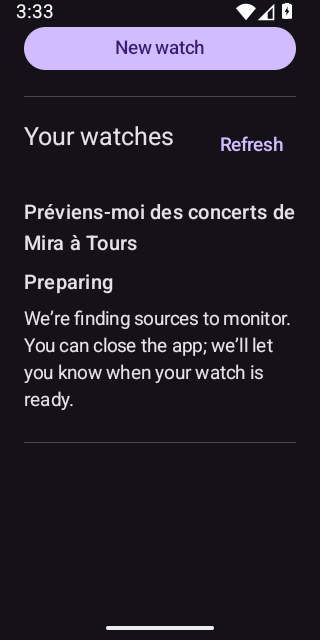 3:33
New watch
Your watches
Refresh
Préviens-moi des concerts de
Mira à Tours
Preparing
We’re finding sources to monitor.
You can close the app; we’ll let
you know when your watch is
ready.